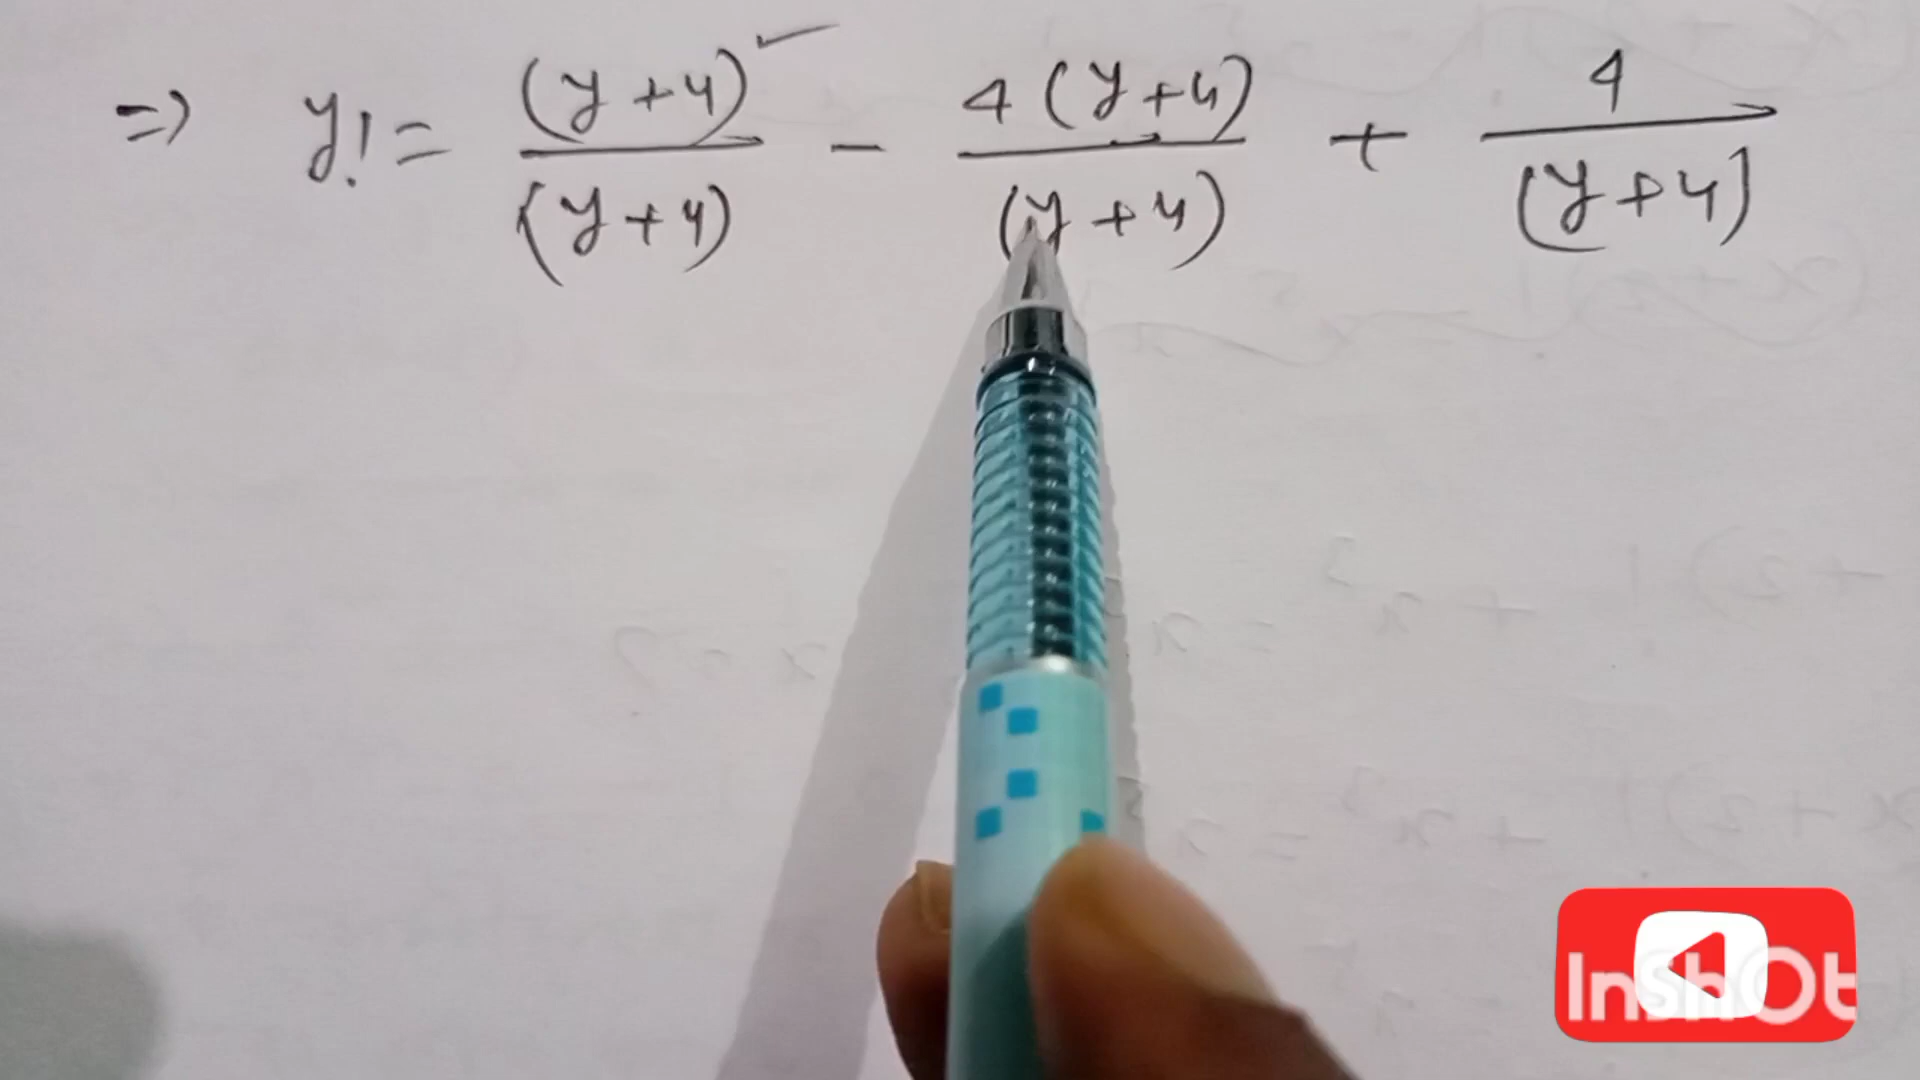 => y! = (y+4)² / (y+4) - 4(y+4) / (y+4) + 4 / (y+4)
InShOt